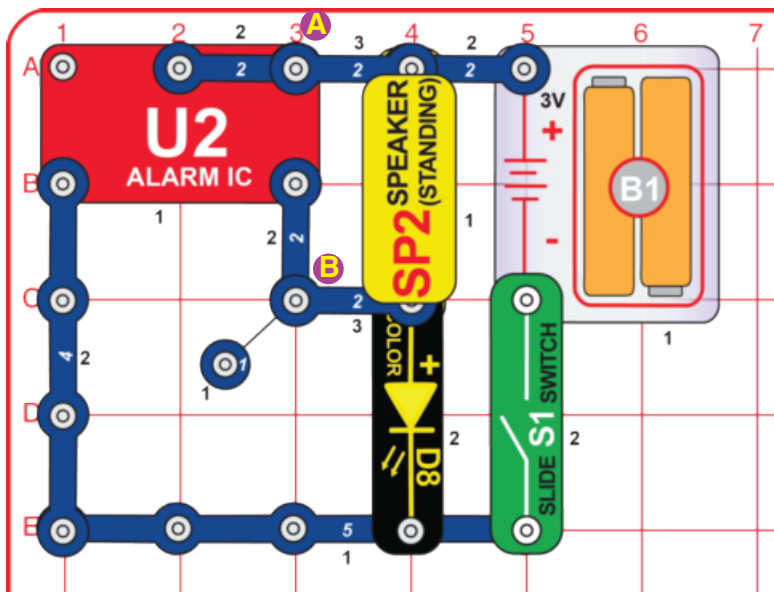 1 2 3 4 5 6 7
A
B
C
D
E
A
B
2
3
2
2
2
2
U2
ALARM IC
1
2
2
SPEAKER
(STANDING)
SP2
1
3V
+
-
B1
1
2
3
1
1
4
2
COLOR
+
D8
2
SLIDE S1 SWITCH
2
5
1